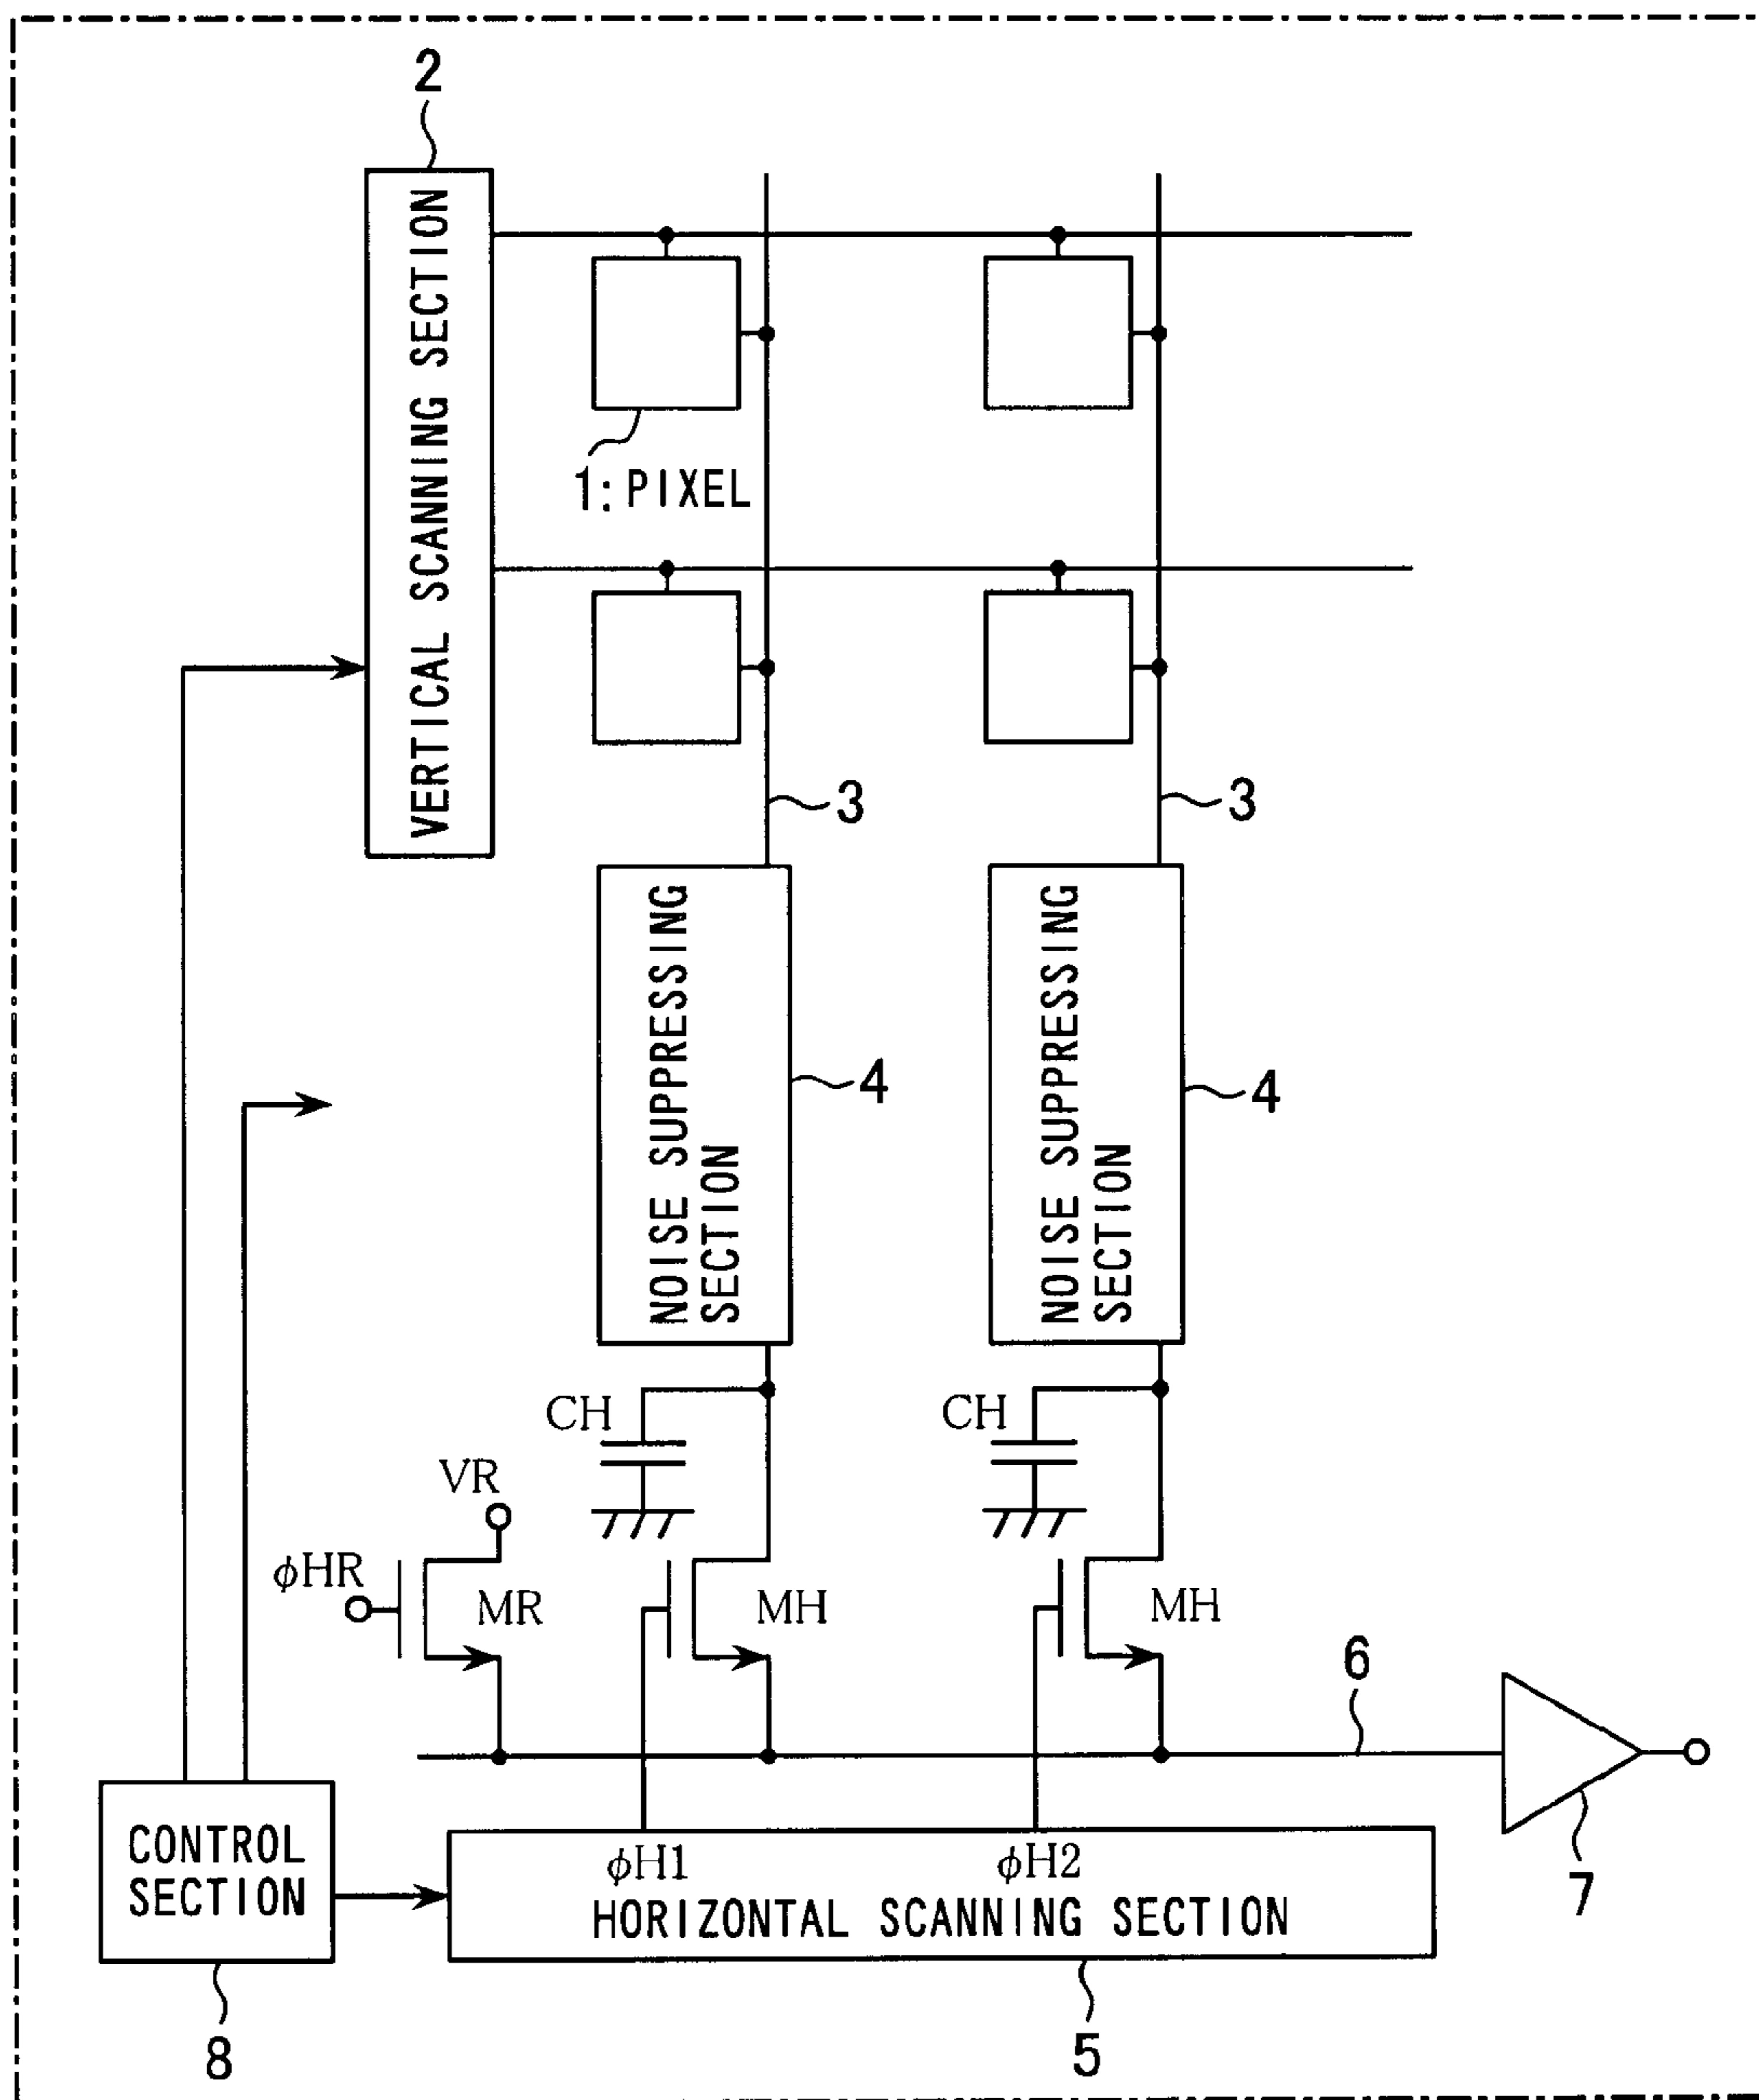 2
VERTICAL SCANNING SECTION
1: PIXEL
3
3
NOISE SUPPRESSING
SECTION
4
NOISE SUPPRESSING
SECTION
4
CH
CH
VR
φHR
MR
MH
MH
6
7
CONTROL
SECTION
8
φH1
φH2
HORIZONTAL SCANNING SECTION
5